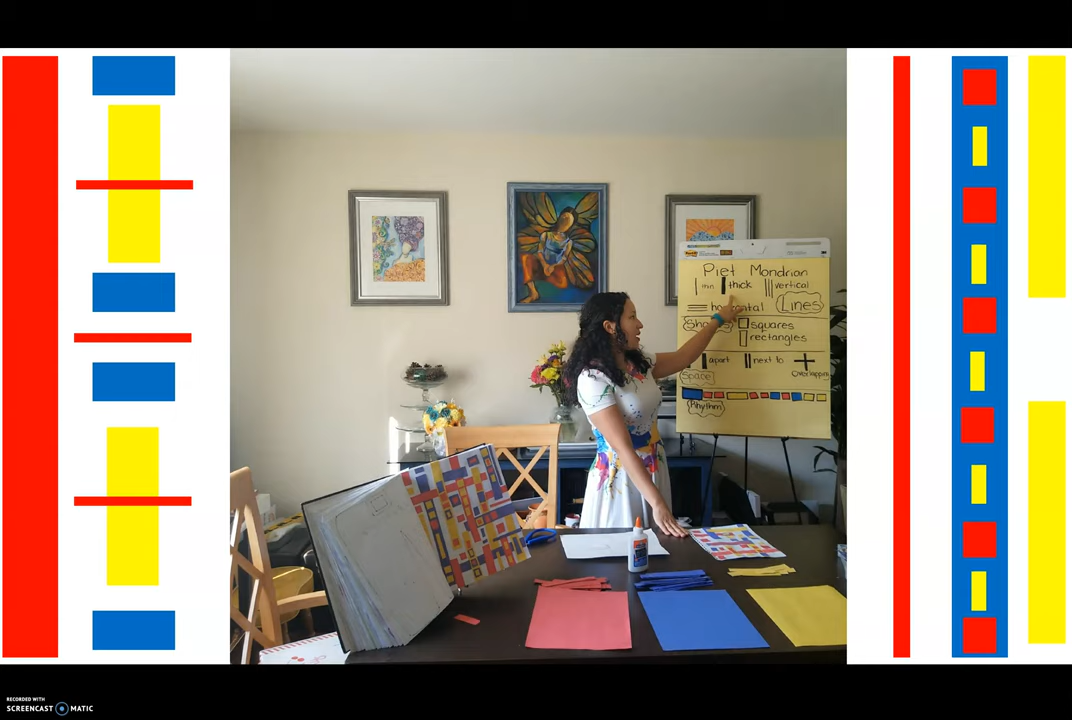 Piet Mondrian
thin thick vertical
horizontal Lines
Shapes squares
rectangles
apart next to
Space Overlapping
Rhythm
RECORDED WITH
SCREENCAST MATIC